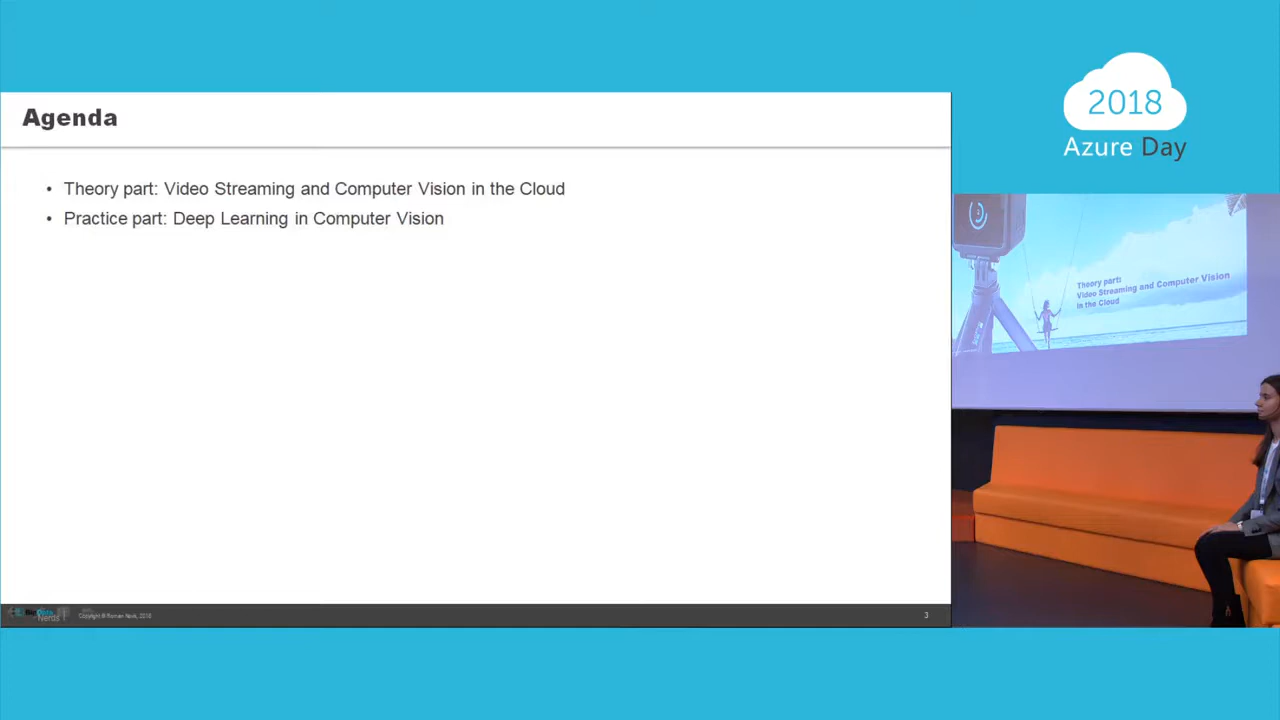 Agenda
• Theory part: Video Streaming and Computer Vision in the Cloud
• Practice part: Deep Learning in Computer Vision
3
2018
Azure Day
Theory part:
Video Streaming and Computer Vision
in the Cloud